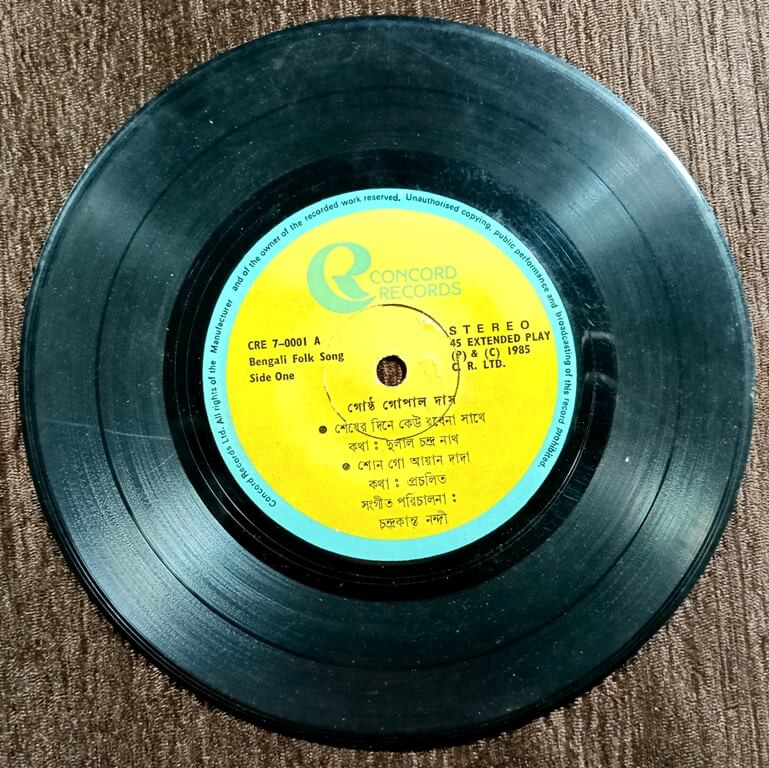 Concord Records Ltd. All rights of the Manufacturer and of the owner of the recorded work reserved. Unauthorised copying, public performance and broadcasting of this record prohibited.
CONCORD
RECORDS
CRE 7-0001 A
Bengali Folk Song
Side One
STEREO
45 EXTENDED PLAY
(P) & (C) 1985
C. R. LTD.
গোষ্ঠ গোপাল দাস
শেষের দিনে কেউ রবেনা সাথে
কথা : দুলাল চন্দ্র নাথ
শোন গো আয়ান দাদা
কথা : প্রচলিত
সংগীত পরিচালনা :
চন্দ্রকান্ত নন্দী